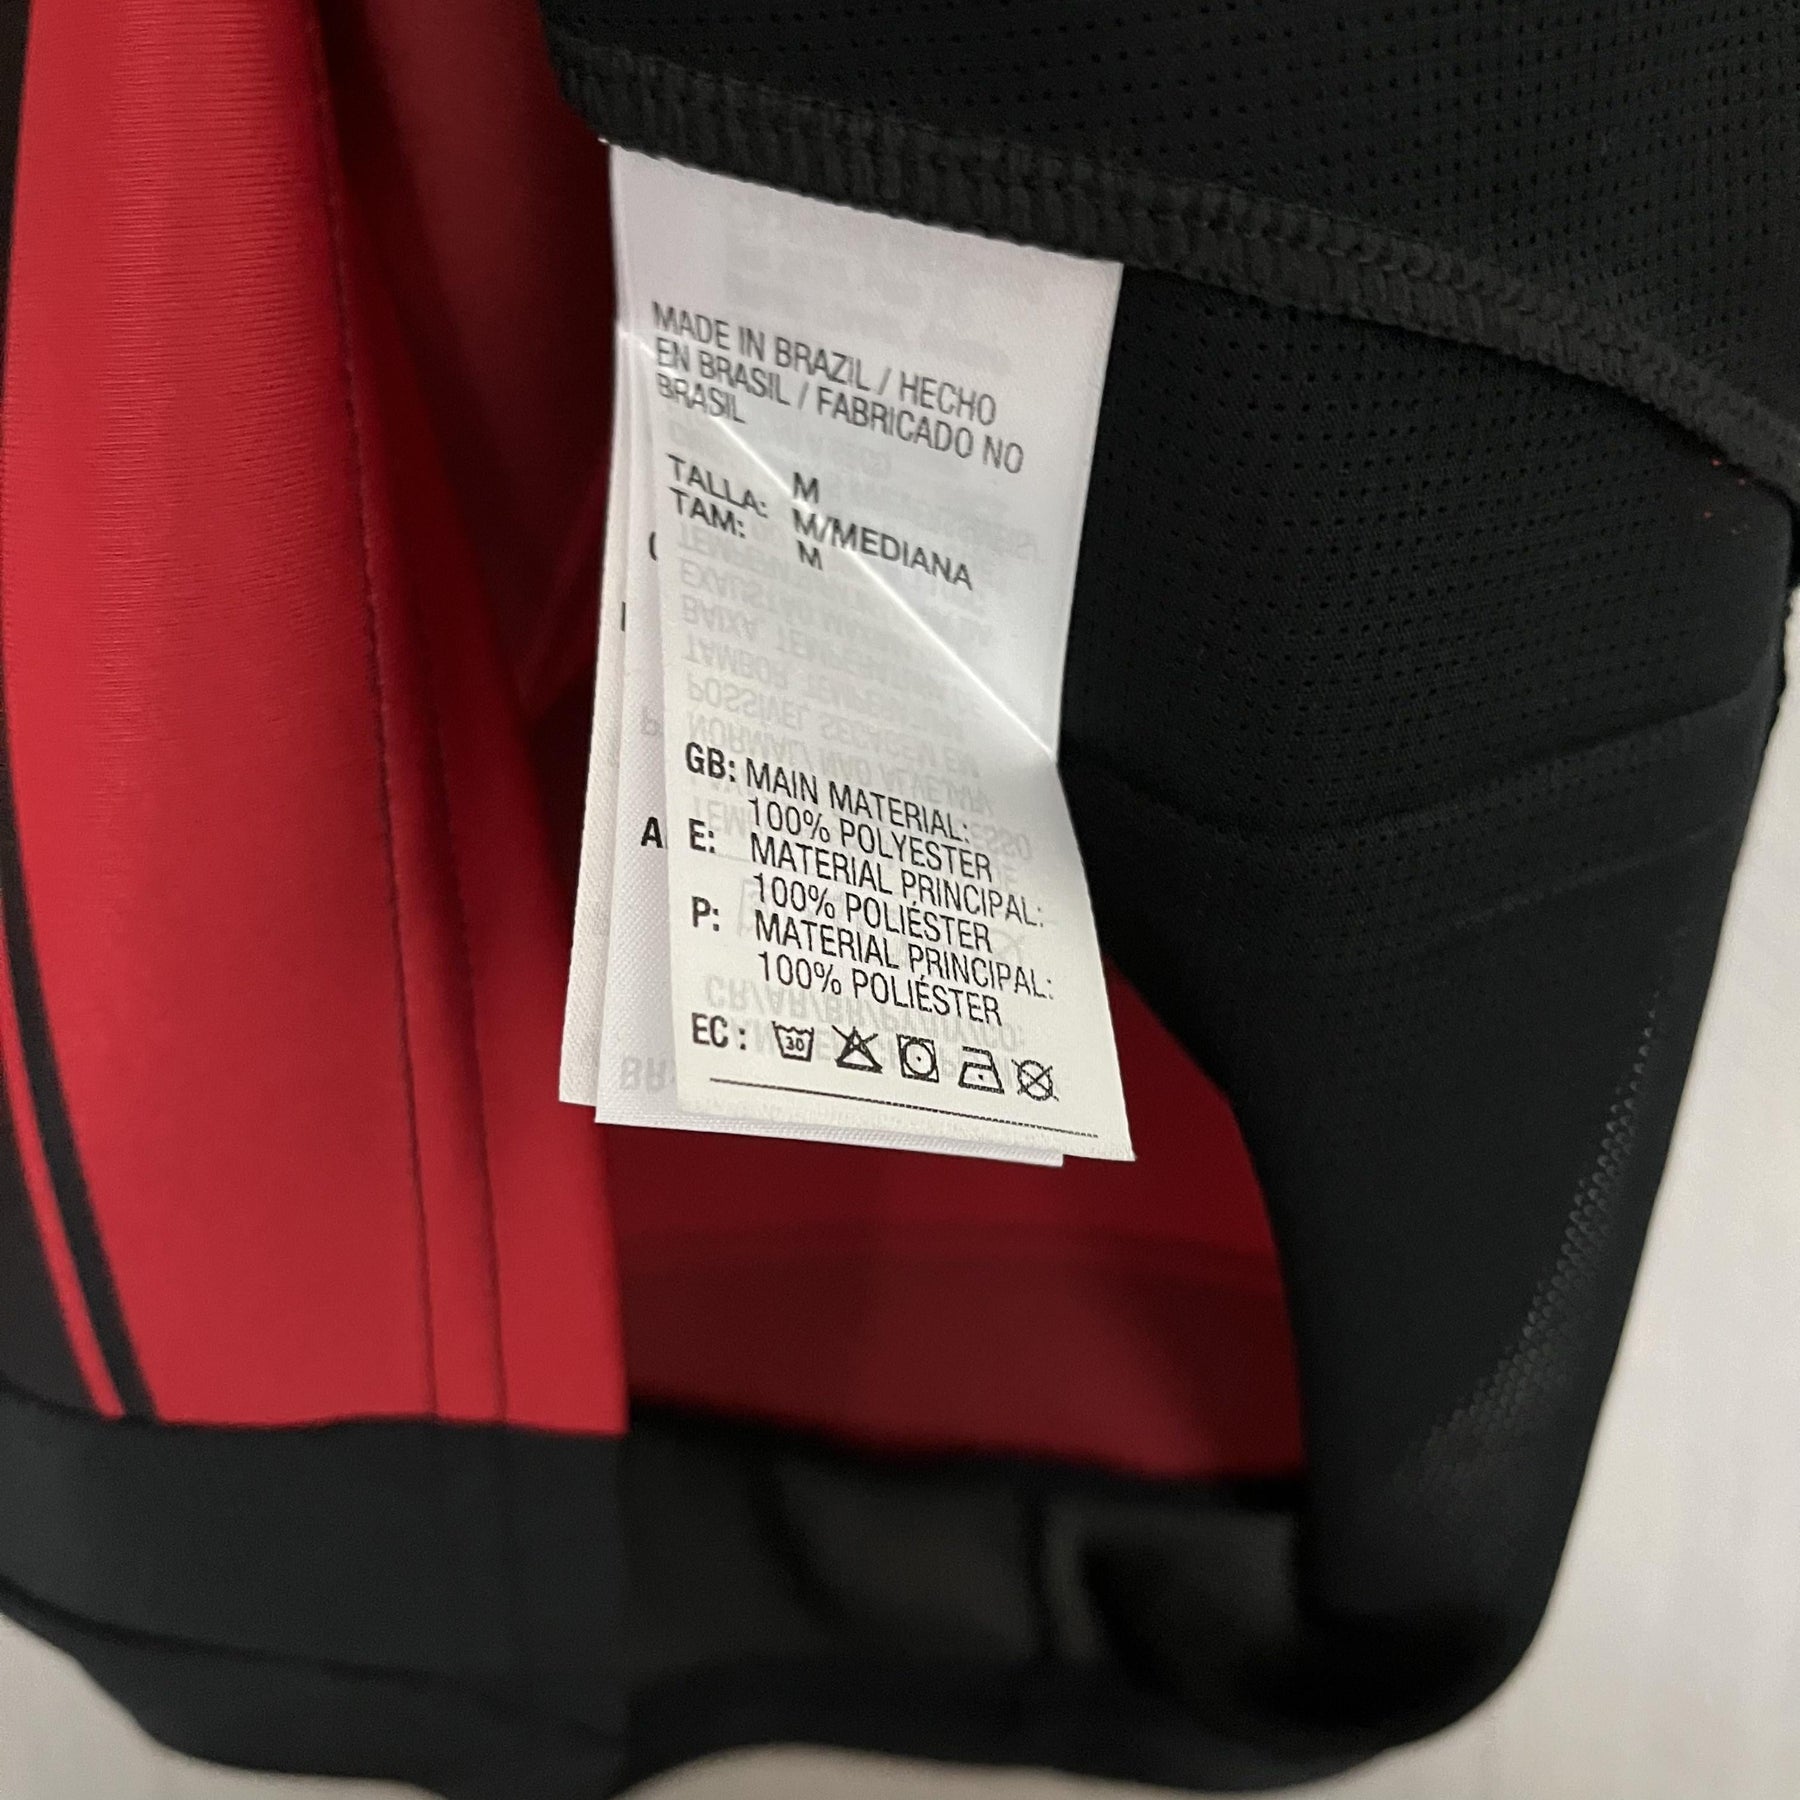 MADE IN BRAZIL / HECHO
EN BRASIL / FABRICADO NO
BRASIL
M
TALLA: M/MEDIANA
TAM: M
GB: MAIN MATERIAL:
100% POLYESTER
E: MATERIAL PRINCIPAL:
100% POLIÉSTER
P: MATERIAL PRINCIPAL:
100% POLIÉSTER
EC: 30
A